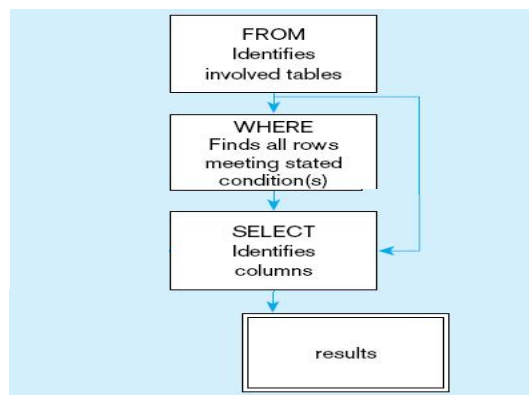 FROM
Identifies
involved tables
WHERE
Finds all rows
meeting stated
condition(s)
SELECT
Identifies
columns
results